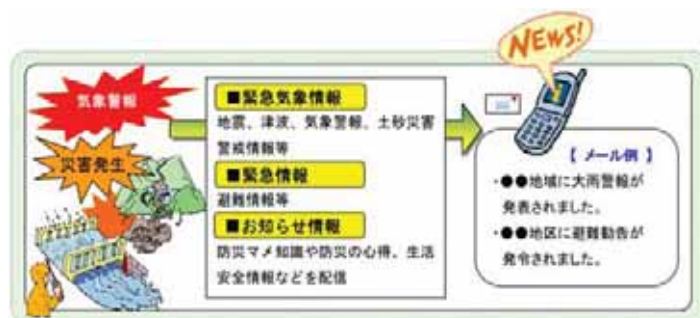 NEWS!
気象警報
災害発生
■緊急気象情報
地震、津波、気象警報、土砂災害
警戒情報等
■緊急情報
避難情報等
■お知らせ情報
防災マメ知識や防災の心得、生活
安全情報などを配信
【 メール例 】
・●●地域に大雨警報が
発表されました。
・●●地区に避難勧告が
発令されました。